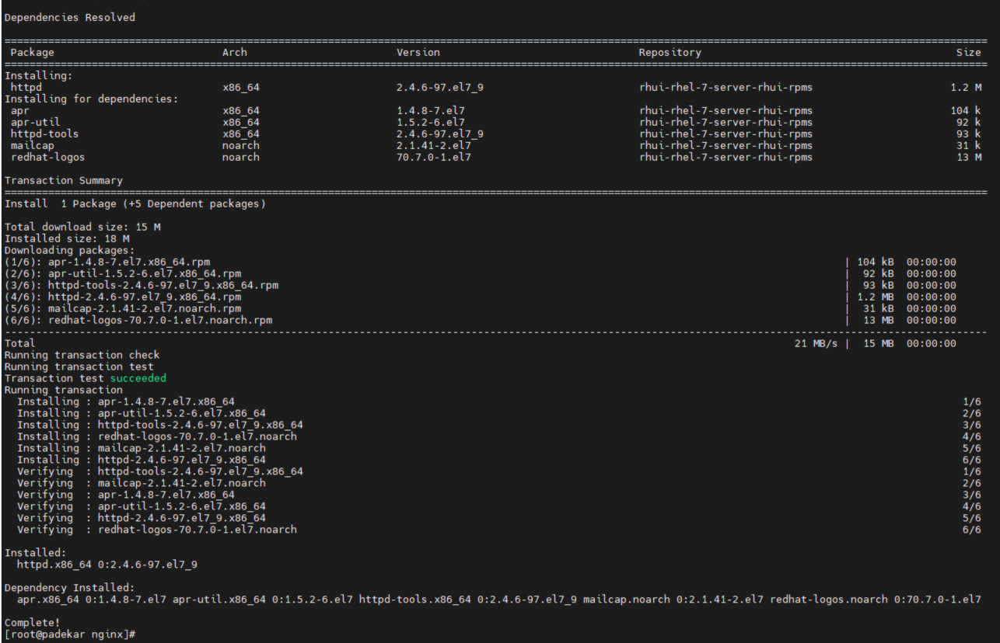 Dependencies Resolved
================================================================================
Package Arch Version Repository Size
================================================================================
Installing:
httpd x86_64 2.4.6-97.el7_9 rhui-rhel-7-server-rhui-rpms 1.2 M
Installing for dependencies:
apr x86_64 1.4.8-7.el7 rhui-rhel-7-server-rhui-rpms 104 k
apr-util x86_64 1.5.2-6.el7 rhui-rhel-7-server-rhui-rpms 92 k
httpd-tools x86_64 2.4.6-97.el7_9 rhui-rhel-7-server-rhui-rpms 93 k
mailcap noarch 2.1.41-2.el7 rhui-rhel-7-server-rhui-rpms 31 k
redhat-logos noarch 70.7.0-1.el7 rhui-rhel-7-server-rhui-rpms 13 M
Transaction Summary
================================================================================
Install 1 Package (+5 Dependent packages)
Total download size: 15 M
Installed size: 18 M
Downloading packages:
(1/6): apr-1.4.8-7.el7.x86_64.rpm | 104 kB 00:00:00
(2/6): apr-util-1.5.2-6.el7.x86_64.rpm | 92 kB 00:00:00
(3/6): httpd-tools-2.4.6-97.el7_9.x86_64.rpm | 93 kB 00:00:00
(4/6): httpd-2.4.6-97.el7_9.x86_64.rpm | 1.2 MB 00:00:00
(5/6): mailcap-2.1.41-2.el7.noarch.rpm | 31 kB 00:00:00
(6/6): redhat-logos-70.7.0-1.el7.noarch.rpm | 13 MB 00:00:00
--------------------------------------------------------------------------------
Total 21 MB/s | 15 MB 00:00:00
Running transaction check
Running transaction test
Transaction test succeeded
Running transaction
Installing : apr-1.4.8-7.el7.x86_64 1/6
Installing : apr-util-1.5.2-6.el7.x86_64 2/6
Installing : httpd-tools-2.4.6-97.el7_9.x86_64 3/6
Installing : redhat-logos-70.7.0-1.el7.noarch 4/6
Installing : mailcap-2.1.41-2.el7.noarch 5/6
Installing : httpd-2.4.6-97.el7_9.x86_64 6/6
Verifying : httpd-tools-2.4.6-97.el7_9.x86_64 1/6
Verifying : mailcap-2.1.41-2.el7.noarch 2/6
Verifying : apr-1.4.8-7.el7.x86_64 3/6
Verifying : apr-util-1.5.2-6.el7.x86_64 4/6
Verifying : httpd-2.4.6-97.el7_9.x86_64 5/6
Verifying : redhat-logos-70.7.0-1.el7.noarch 6/6
Installed:
httpd.x86_64 0:2.4.6-97.el7_9
Dependency Installed:
apr.x86_64 0:1.4.8-7.el7 apr-util.x86_64 0:1.5.2-6.el7 httpd-tools.x86_64 0:2.4.6-97.el7_9 mailcap.noarch 0:2.1.41-2.el7 redhat-logos.noarch 0:70.7.0-1.el7
Complete!
[root@padekar nginx]#